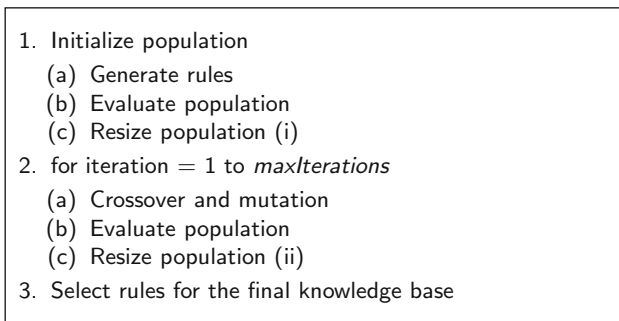 1. Initialize population
(a) Generate rules
(b) Evaluate population
(c) Resize population (i)
2. for iteration = 1 to maxIterations
(a) Crossover and mutation
(b) Evaluate population
(c) Resize population (ii)
3. Select rules for the final knowledge base